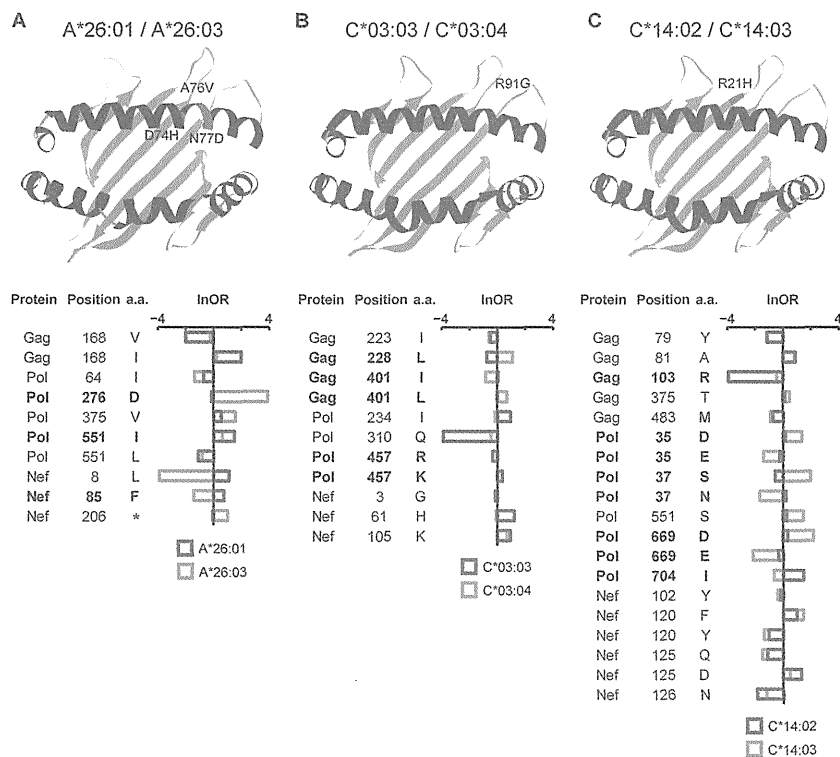 A
A*26:01 / A*26:03
A76V
D74H
N77D
Protein Position a.a. lnOR
−4 4
Gag 168 V
Gag 168 I
Pol 64 I
Pol 276 D
Pol 375 V
Pol 551 I
Pol 551 L
Nef 8 L
Nef 85 F
Nef 206 *
A*26:01
A*26:03
B
C*03:03 / C*03:04
R91G
Protein Position a.a. lnOR
−4 4
Gag 223 I
Gag 228 L
Gag 401 I
Gag 401 L
Pol 234 I
Pol 310 Q
Pol 457 R
Pol 457 K
Nef 3 G
Nef 61 H
Nef 105 K
C*03:03
C*03:04
C
C*14:02 / C*14:03
R21H
Protein Position a.a. lnOR
−4 4
Gag 79 Y
Gag 81 A
Gag 103 R
Gag 375 T
Gag 483 M
Pol 35 D
Pol 35 E
Pol 37 S
Pol 37 N
Pol 551 S
Pol 669 D
Pol 669 E
Pol 704 I
Nef 102 Y
Nef 120 F
Nef 120 Y
Nef 125 Q
Nef 125 D
Nef 126 N
C*14:02
C*14:03